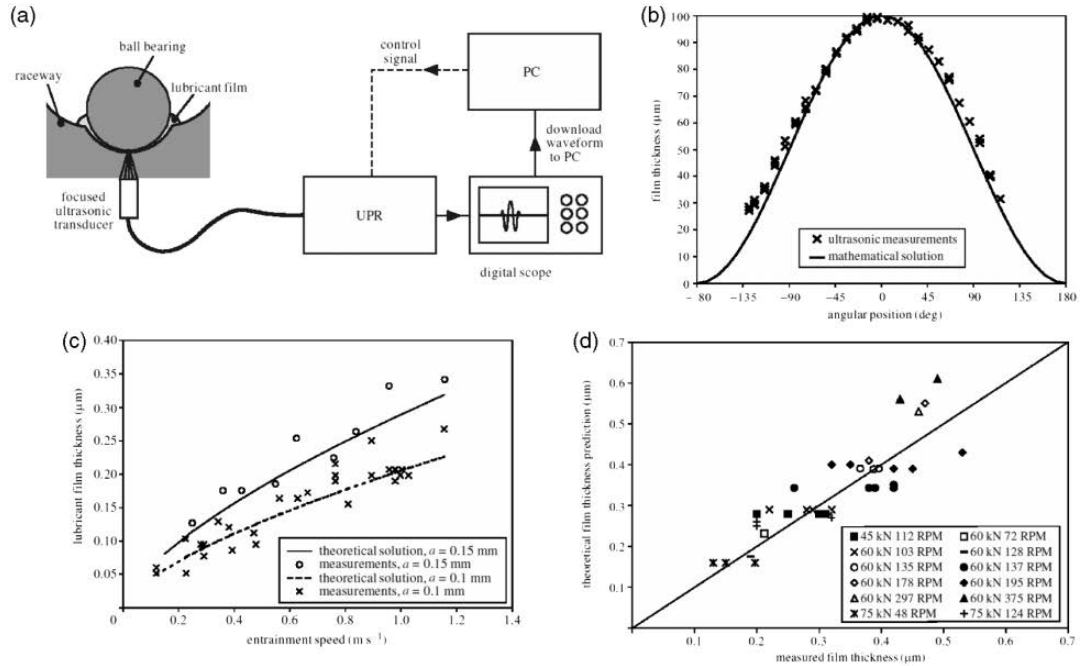 (a)
ball bearing
raceway
lubricant film
focused
ultrasonic
transducer
control
signal
PC
download
waveform
to PC
UPR
digital scope
(b)
film thickness (μm)
100
90
80
70
60
50
40
30
20
10
0
× ultrasonic measurements
mathematical solution
– 80 −135 −90 −45 0 45 90 135 180
angular position (deg)
(c)
lubricant film thickness (μm)
0.40
0.35
0.30
0.25
0.20
0.15
0.10
0.05
theoretical solution, a = 0.15 mm
measurements, a = 0.15 mm
theoretical solution, a = 0.1 mm
measurements, a = 0.1 mm
0 0.2 0.4 0.6 0.8 1.0 1.2 1.4
entrainment speed (m s⁻¹)
(d)
theoretical film thickness prediction (μm)
0.7
0.6
0.5
0.4
0.3
0.2
0.1
45 kN 112 RPM 60 kN 72 RPM
60 kN 103 RPM 60 kN 128 RPM
60 kN 135 RPM 60 kN 137 RPM
60 kN 178 RPM 60 kN 195 RPM
60 kN 297 RPM 60 kN 375 RPM
75 kN 48 RPM 75 kN 124 RPM
0 0.1 0.2 0.3 0.4 0.5 0.6 0.7
measured film thickness (μm)